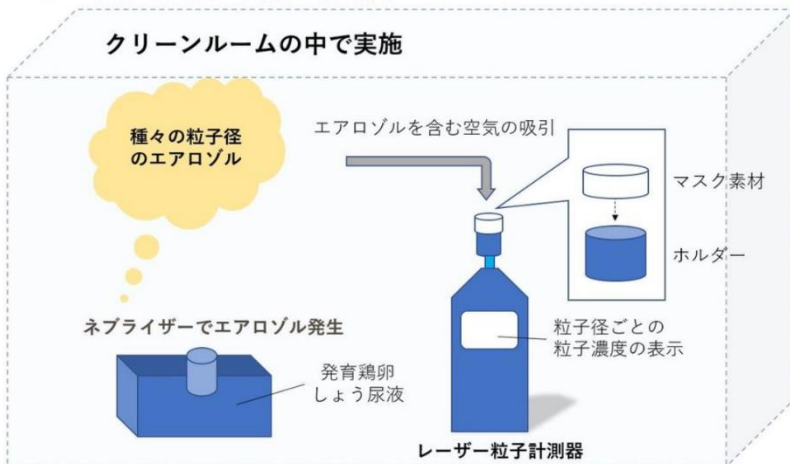 クリーンルームの中で実施
種々の粒子径
のエアロゾル
エアロゾルを含む空気の吸引
マスク素材
ホルダー
ネブライザーでエアロゾル発生
粒子径ごとの
粒子濃度の表示
発育鶏卵
しょう尿液
レーザー粒子計測器